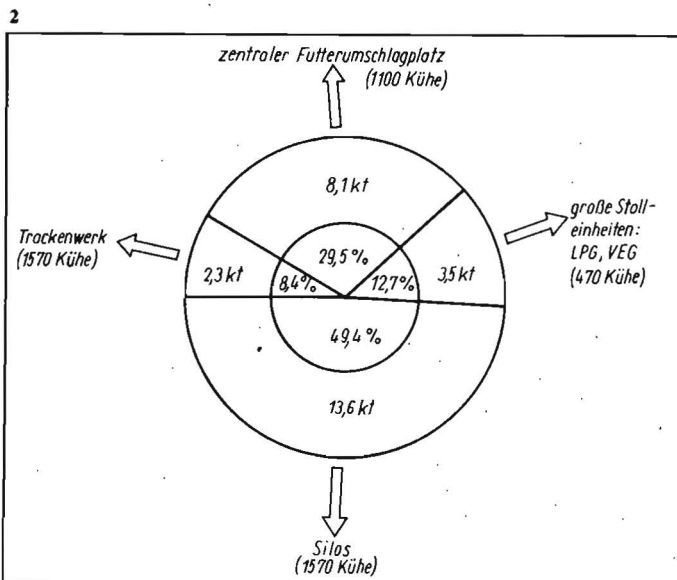 2
zentraler Futterumschlagplatz
(1100 Kühe)
8,1 kt
große Stall-
einheiten:
LPG, VEG
(470 Kühe)
Trockenwerk
(1570 Kühe)
29,5 %
2,3 kt
8,4%
12,7%
3,5 kt
49,4 %
13,6 kt
Silos
(1570 Kühe)